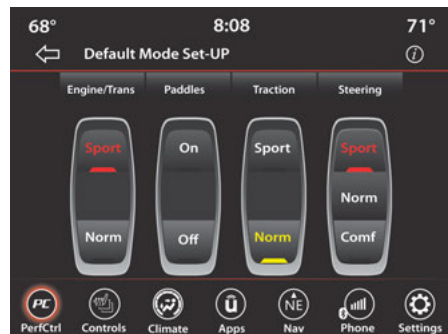 68° 8:08 71°
Default Mode Set-UP i
Engine/Trans Paddles Traction Steering
Sport On Sport Sport
Norm
Norm Off Norm Comf
PC û NE
PerfCtrl Controls Climate Apps Nav Phone Settings